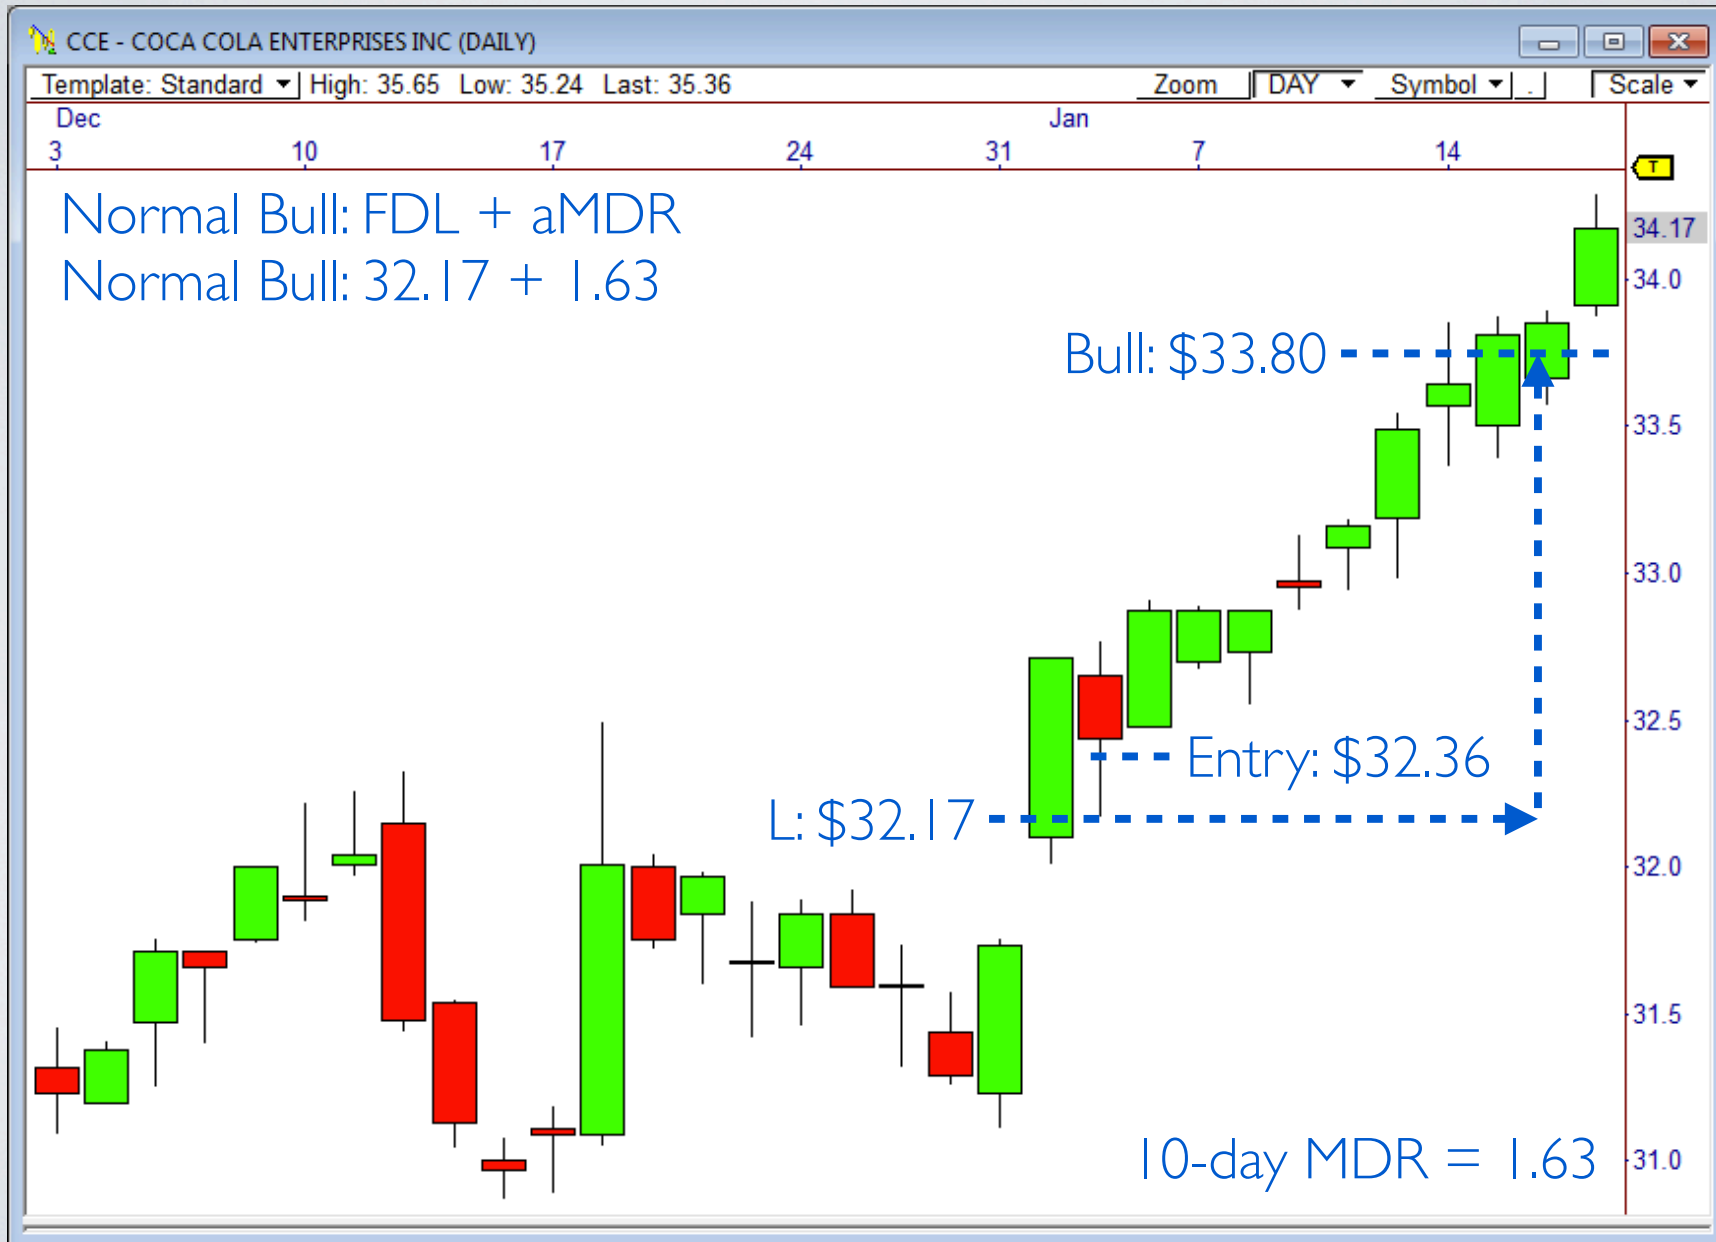 CCE - COCA COLA ENTERPRISES INC (DAILY)
Template: Standard High: 35.65 Low: 35.24 Last: 35.36 Zoom DAY Symbol . Scale
Dec Jan
3 10 17 24 31 7 14
T
Normal Bull: FDL + aMDR
34.17
Normal Bull: 32.17 + 1.63
34.0
Bull: $33.80
33.5
33.0
32.5
Entry: $32.36
L: $32.17
32.0
31.5
10-day MDR = 1.63
31.0